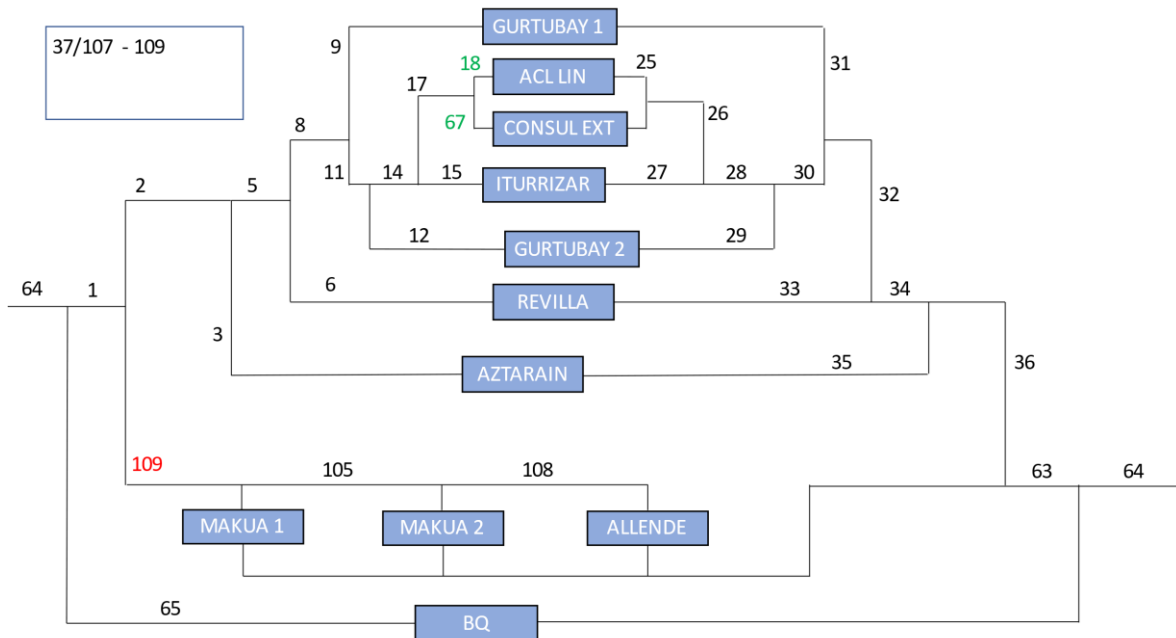 37/107 - 109
GURTUBAY 1
9
31
18
ACL LIN
25
17
67
CONSUL EXT
26
8
11
14
15
ITURRIZAR
27
28
30
2
5
32
12
GURTUBAY 2
29
64
1
6
REVILLA
33
34
3
AZTARAIN
35
36
109
105
108
63
64
MAKUA 1
MAKUA 2
ALLENDE
65
BQ